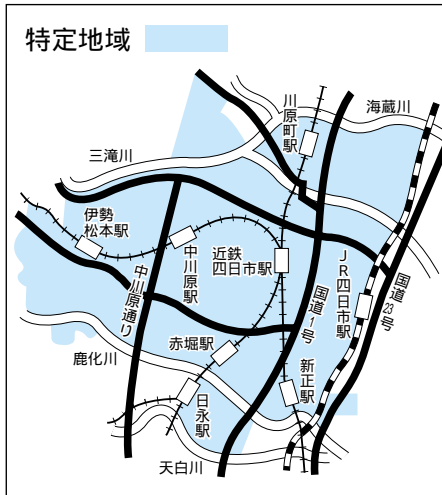 特定地域
川原町駅
海蔵川
三滝川
伊勢
松本駅
中川原駅
近鉄
四日市駅
JR四日市駅
国道23号
国道1号
中川原通り
赤堀駅
新正駅
鹿化川
日永駅
天白川